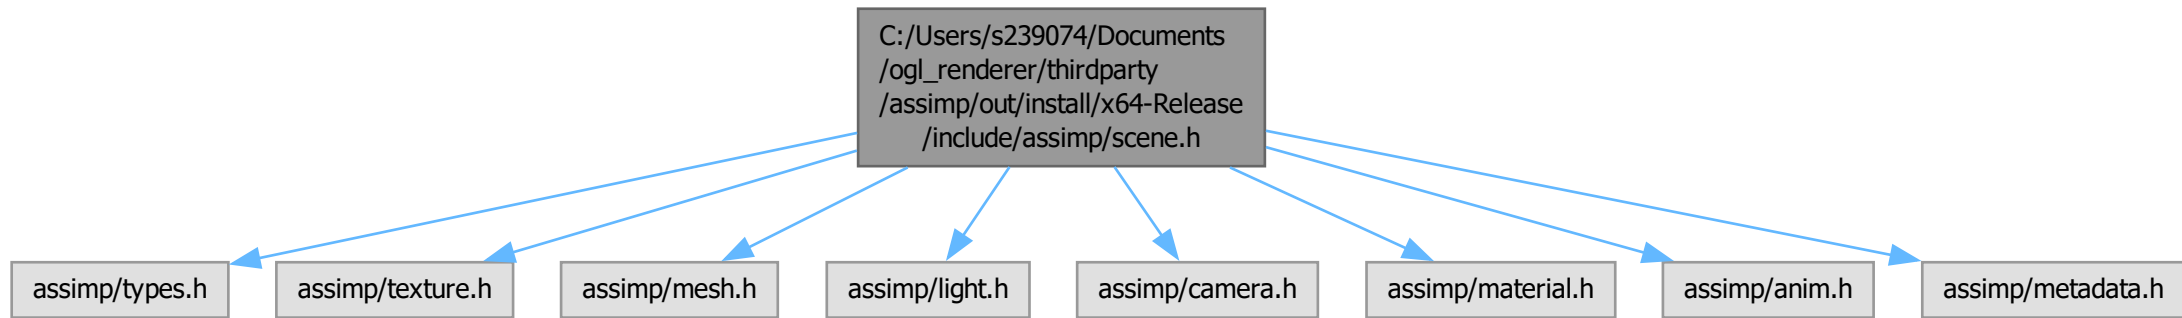 C:/Users/s239074/Documents
/ogl_renderer/thirdparty
/assimp/out/install/x64-Release
/include/assimp/scene.h
assimp/types.h
assimp/texture.h
assimp/mesh.h
assimp/light.h
assimp/camera.h
assimp/material.h
assimp/anim.h
assimp/metadata.h